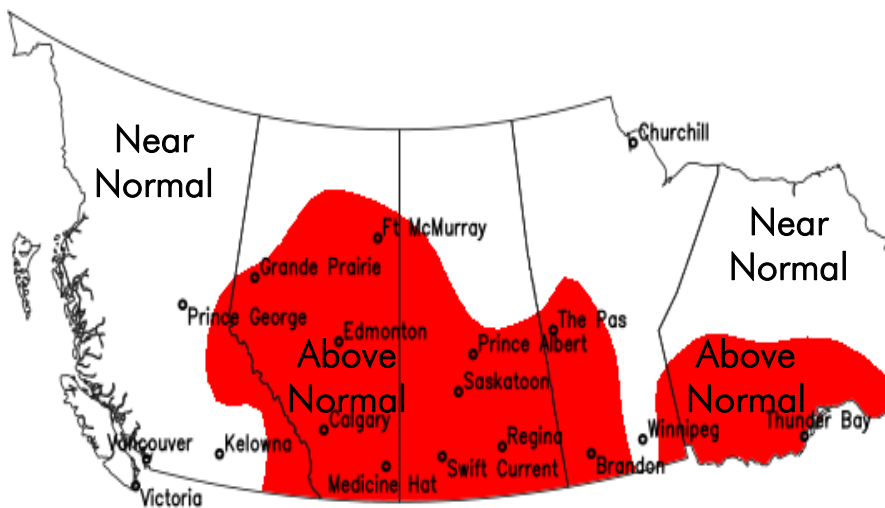 Near
Normal
Churchill
Near
Normal
Ft McMurray
Grande Prairie
Prince George
The Pas
Edmonton
Prince Albert
Above
Normal
Above
Normal
Saskatoon
Calgary
Thunder Bay
Vancouver
Kelowna
Regina
Winnipeg
Swift Current
Brandon
Medicine Hat
Victoria